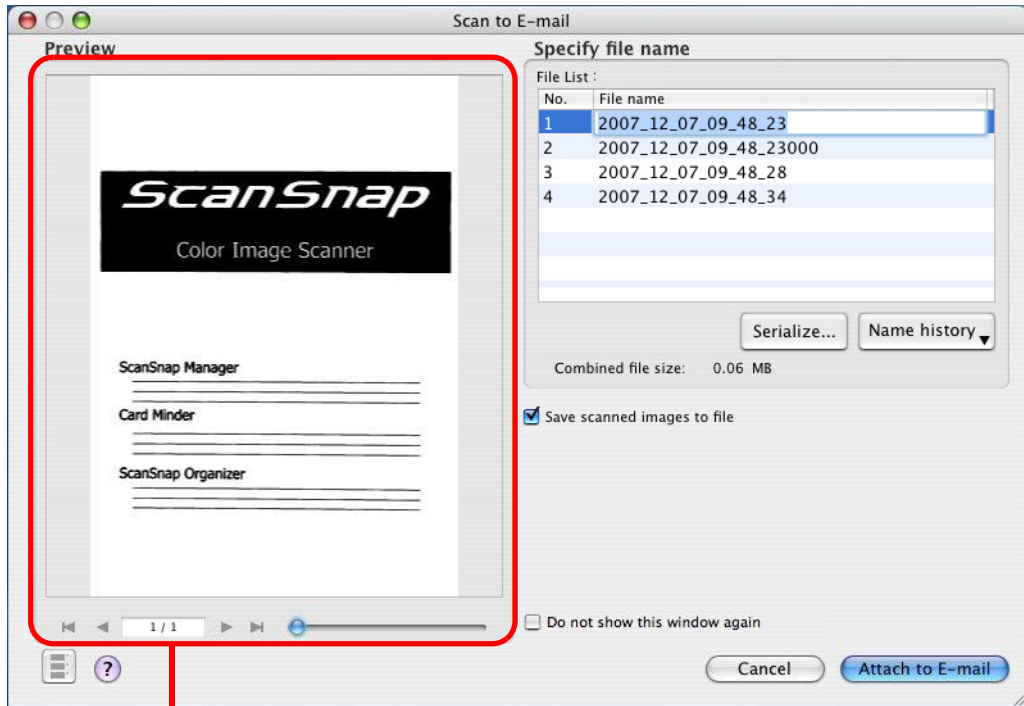 Scan to E-mail
Preview
ScanSnap
Color Image Scanner
ScanSnap Manager
Card Minder
ScanSnap Organizer
1 / 1
?
Specify file name
File List :
No. File name
1 2007_12_07_09_48_23
2 2007_12_07_09_48_23000
3 2007_12_07_09_48_28
4 2007_12_07_09_48_34
Serialize... Name history
Combined file size: 0.06 MB
Save scanned images to file
Do not show this window again
Cancel Attach to E-mail